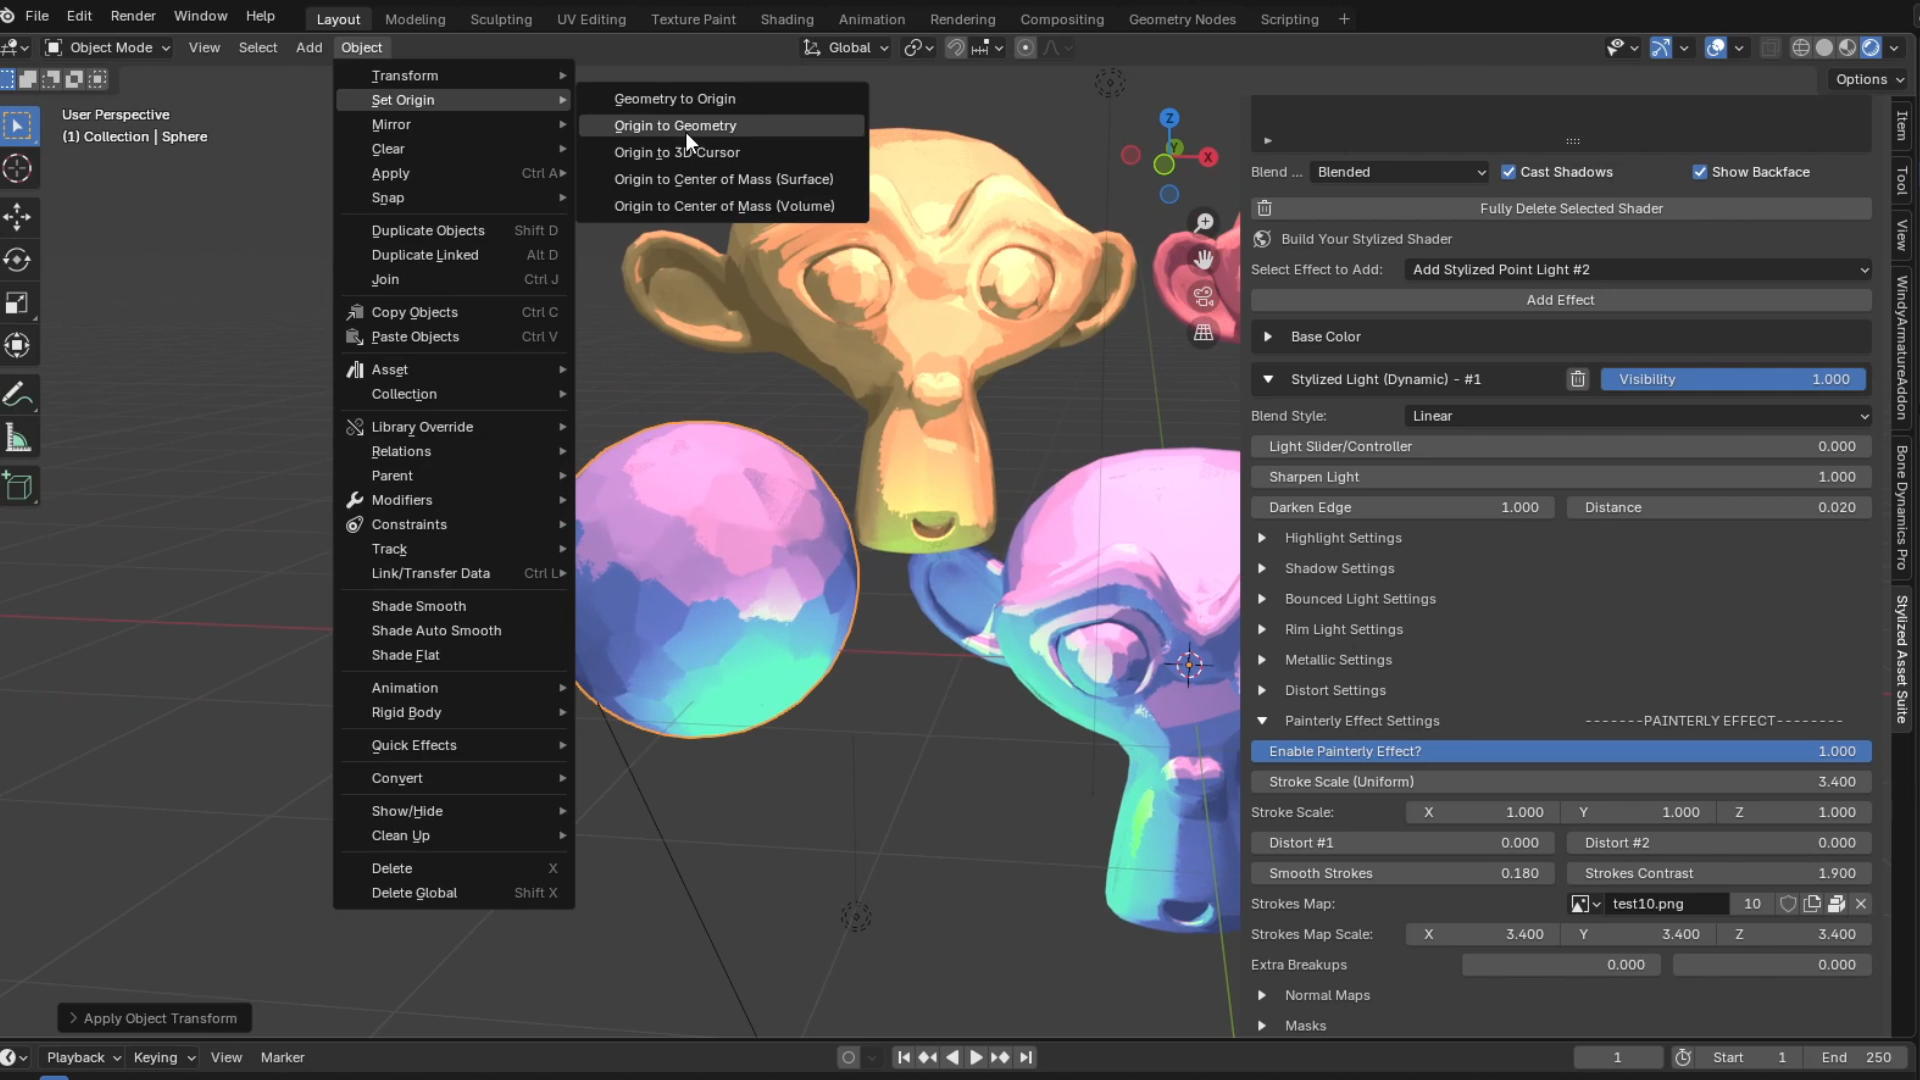 File Edit Render Window Help Layout Modeling Sculpting UV Editing Texture Paint Shading Animation Rendering Compositing Geometry Nodes Scripting +
Object Mode View Select Add Object Global
Options
User Perspective
(1) Collection | Sphere
Transform
Set Origin
Mirror
Clear
Apply Ctrl A
Snap
Duplicate Objects Shift D
Duplicate Linked Alt D
Join Ctrl J
Copy Objects Ctrl C
Paste Objects Ctrl V
Asset
Collection
Library Override
Relations
Parent
Modifiers
Constraints
Track
Link/Transfer Data Ctrl L
Shade Smooth
Shade Auto Smooth
Shade Flat
Animation
Rigid Body
Quick Effects
Convert
Show/Hide
Clean Up
Delete X
Delete Global Shift X
Geometry to Origin
Origin to Geometry
Origin to 3D Cursor
Origin to Center of Mass (Surface)
Origin to Center of Mass (Volume)
Z
Y
X
Blend ... Blended Cast Shadows Show Backface
Fully Delete Selected Shader
Build Your Stylized Shader
Select Effect to Add: Add Stylized Point Light #2
Add Effect
Base Color
Stylized Light (Dynamic) - #1 Visibility 1.000
Blend Style: Linear
Light Slider/Controller 0.000
Sharpen Light 1.000
Darken Edge 1.000 Distance 0.020
Highlight Settings
Shadow Settings
Bounced Light Settings
Rim Light Settings
Metallic Settings
Distort Settings
Painterly Effect Settings -------PAINTERLY EFFECT--------
Enable Painterly Effect? 1.000
Stroke Scale (Uniform) 3.400
Stroke Scale: X 1.000 Y 1.000 Z 1.000
Distort #1 0.000 Distort #2 0.000
Smooth Strokes 0.180 Strokes Contrast 1.900
Strokes Map: test10.png 10
Strokes Map Scale: X 3.400 Y 3.400 Z 3.400
Extra Breakups 0.000 0.000
Normal Maps
Masks
Item
Tool
View
WindyArmatureAddon
Bone Dynamics Pro
Stylized Asset Suite
Apply Object Transform
Playback Keying View Marker 1 Start 1 End 250